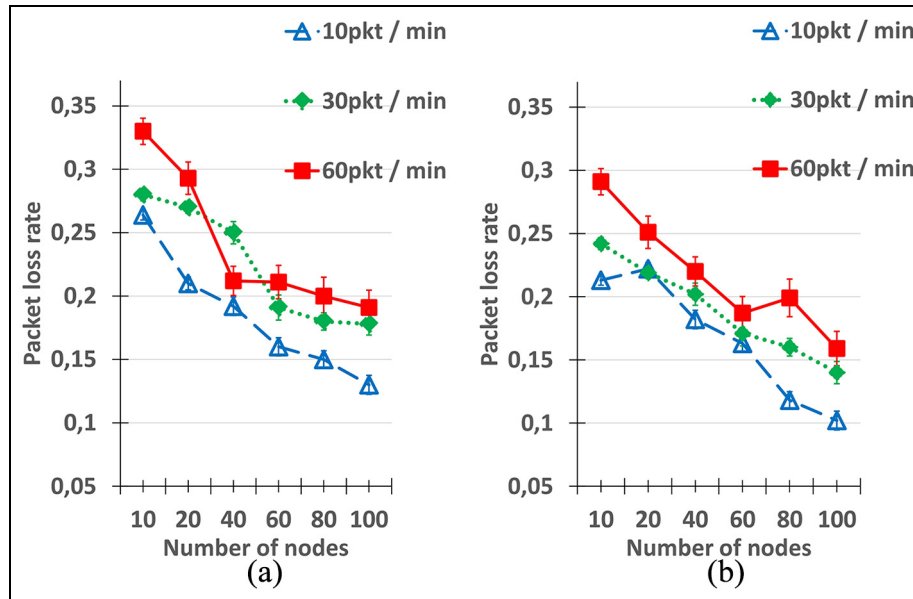 10pkt / min
30pkt / min
60pkt / min
0,35
0,3
0,25
0,2
0,15
0,1
0,05
Packet loss rate
10 20 40 60 80 100
Number of nodes
(a)
10pkt / min
30pkt / min
60pkt / min
0,35
0,3
0,25
0,2
0,15
0,1
0,05
Packet loss rate
10 20 40 60 80 100
Number of nodes
(b)